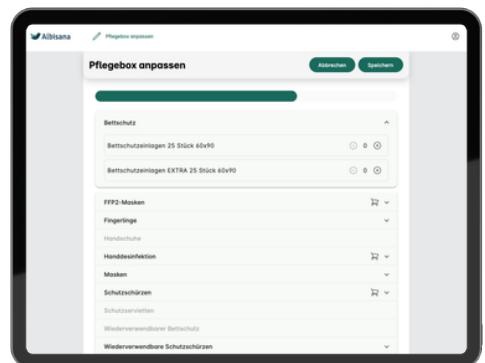 Albisana
Pflegebox anpassen
Pflegebox anpassen
Abbrechen
Speichern
Bettschutz
Bettschutzeinlagen 25 Stück 60x90
0
Bettschutzeinlagen EXTRA 25 Stück 60x90
0
FFP2-Masken
Fingerlinge
Handschuhe
Handdesinfektion
Masken
Schutzschürzen
Schutzservietten
Wiederverwendbarer Bettschutz
Wiederverwendbare Schutzschürzen